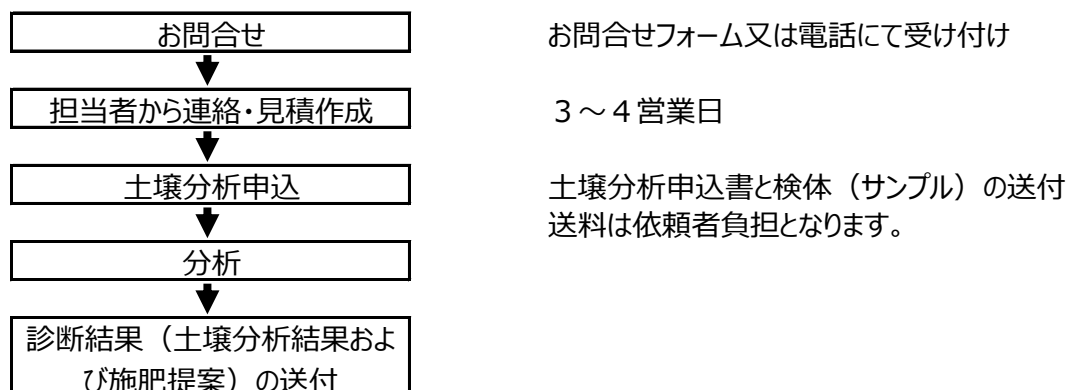 お問合せ
お問合せフォーム又は電話にて受け付け
担当者から連絡・見積作成
3～4営業日
土壌分析申込
土壌分析申込書と検体（サンプル）の送付
送料は依頼者負担となります。
分析
診断結果（土壌分析結果およ
び施肥提案）の送付